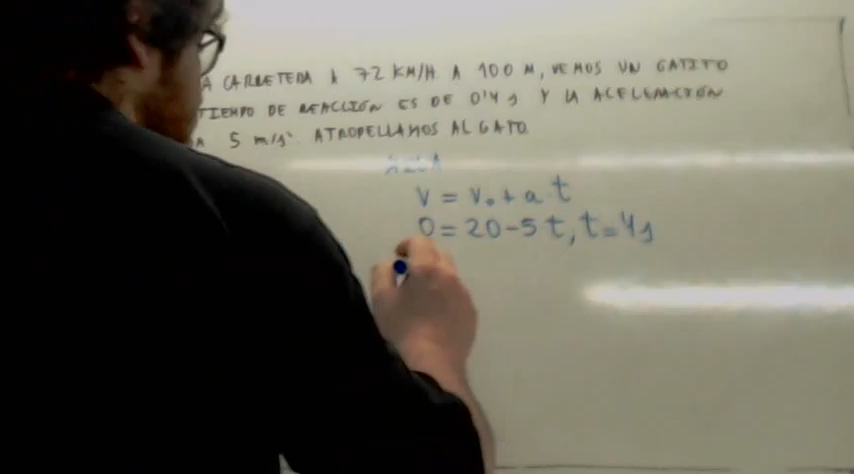 A CARRETERA A 72 KM/H. A 100 M, VEMOS UN GATITO
TIEMPO DE REACCIÓN ES DE 0'4 s Y LA ACELERACIÓN
A 5 m/s². ATROPELLAMOS AL GATO
V = V₀ + a t
0 = 20 - 5 t, t = 4 s